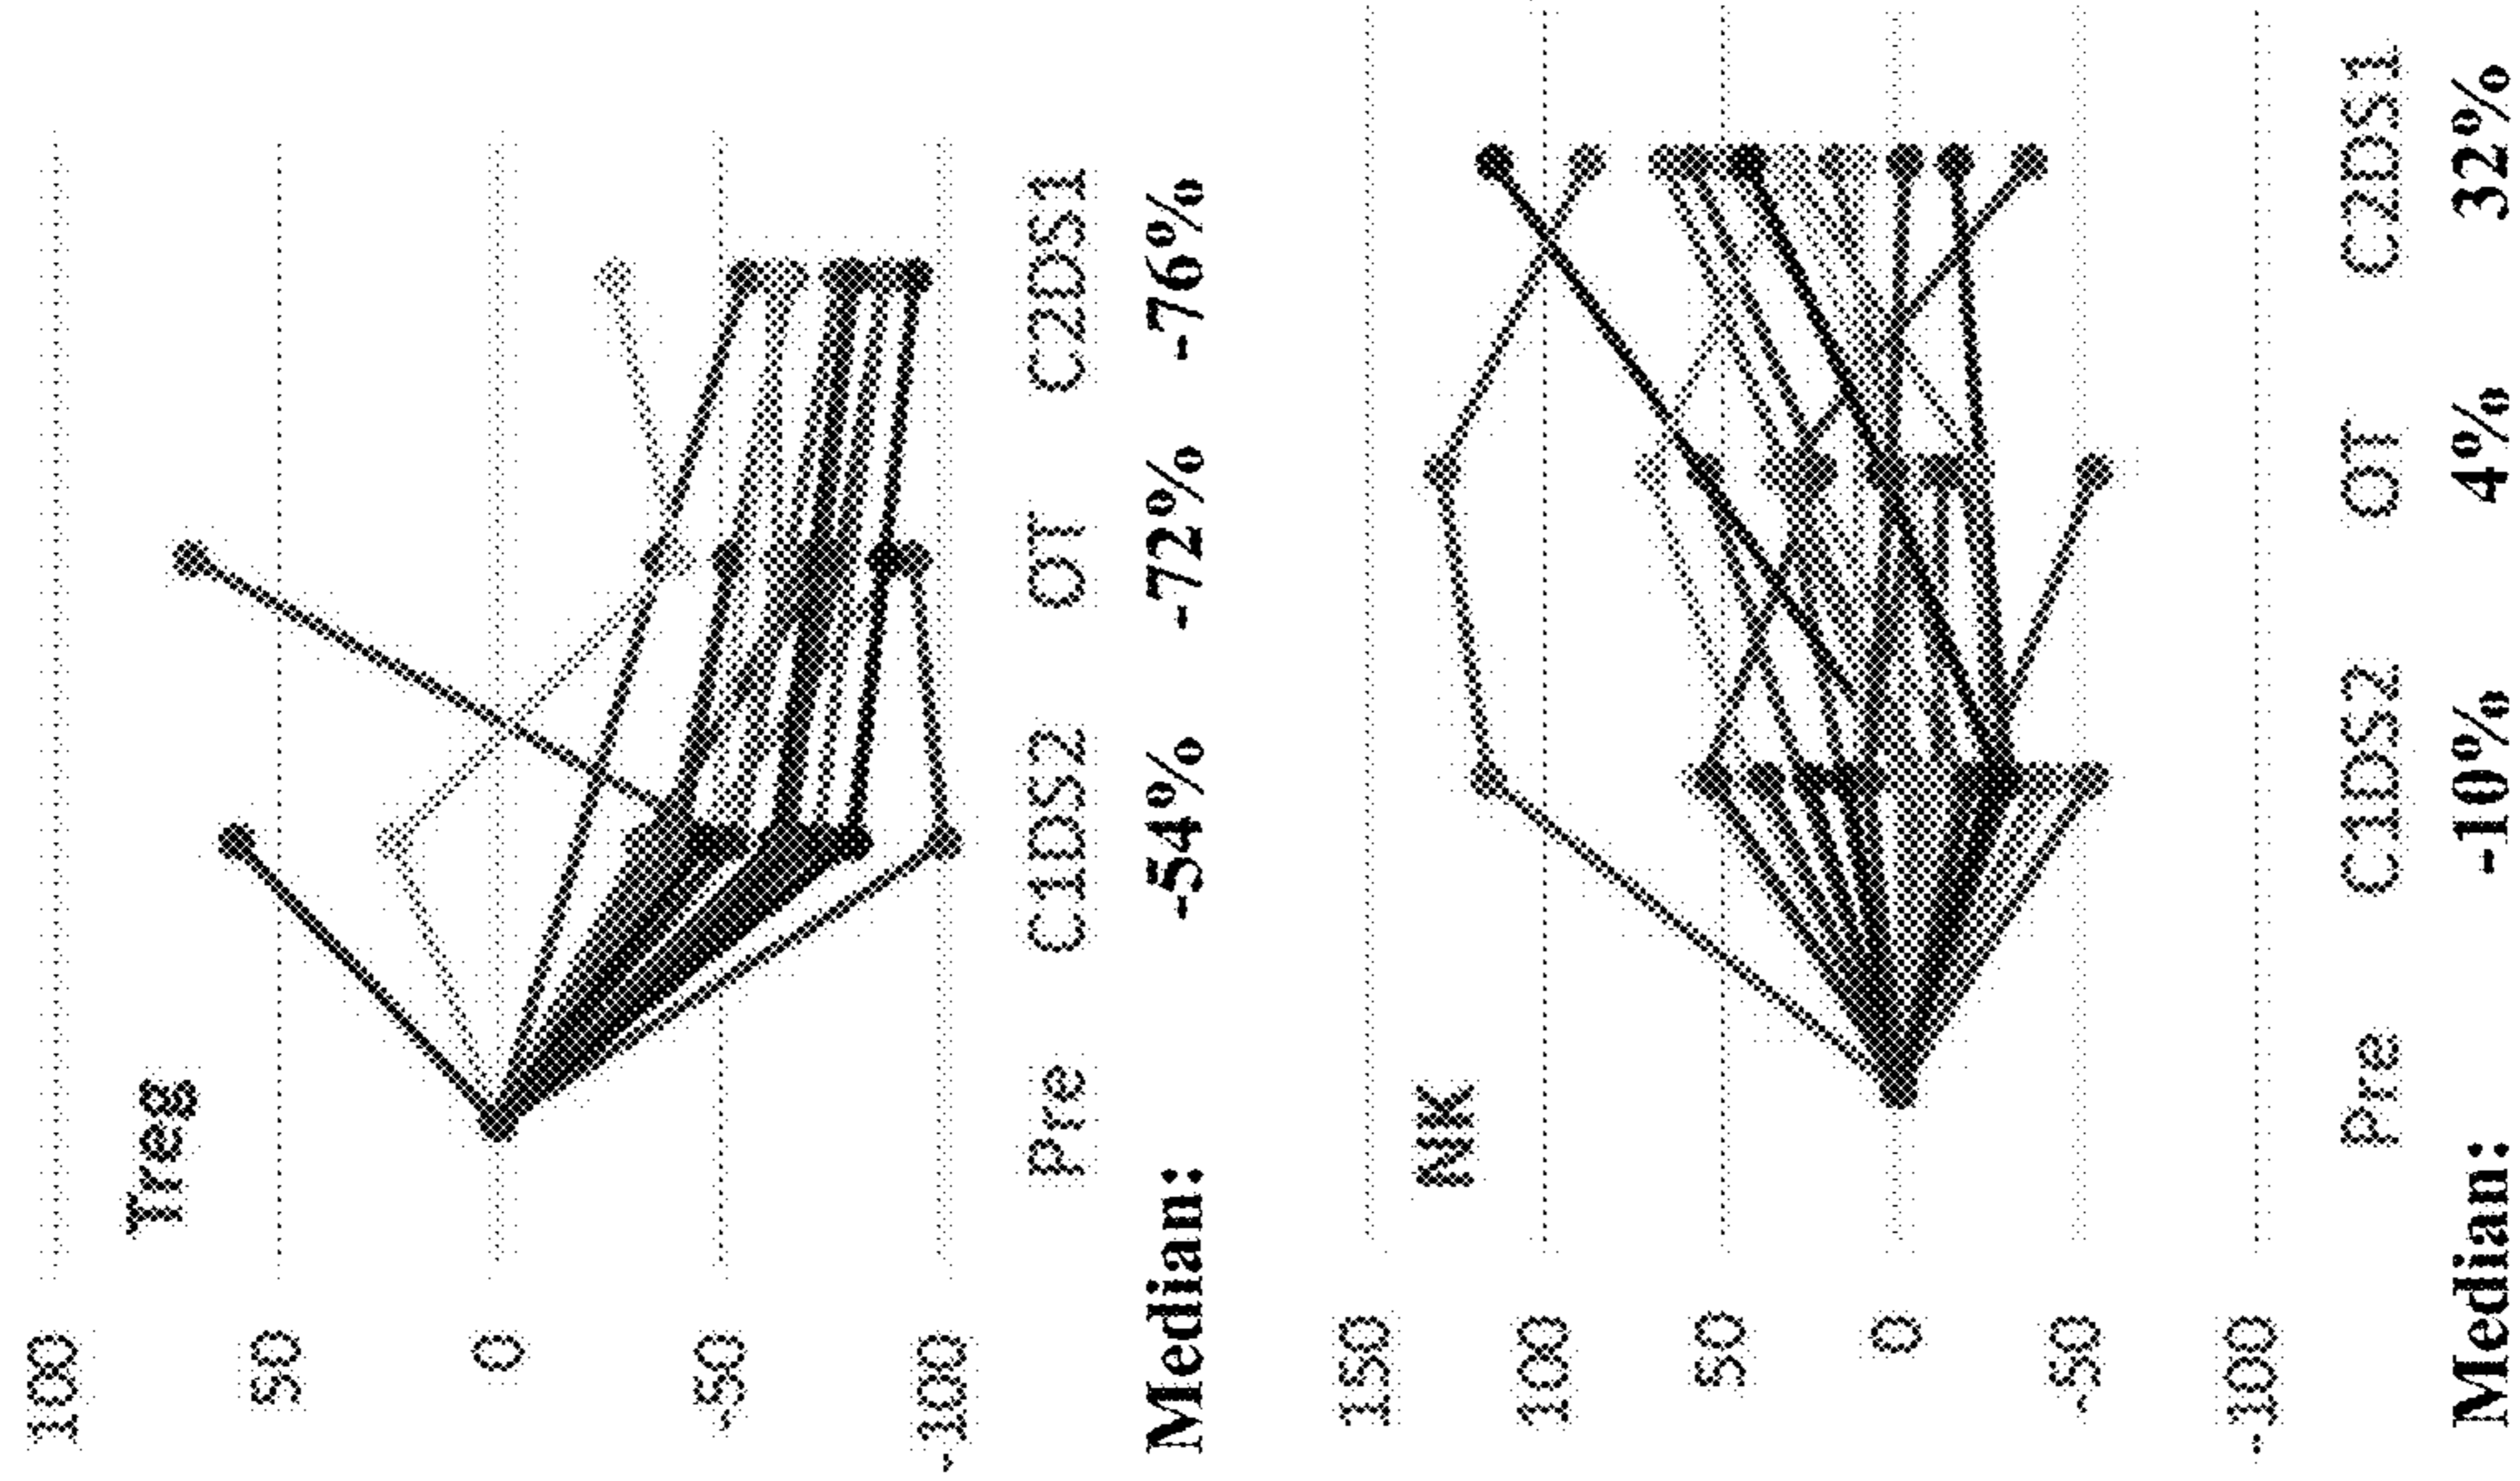 Treg
100
50
0
-50
-100
Pre C1DS2 OT C2DS1
Median: -54% -72% -76%
NK
150
100
50
0
-50
-100
Pre C1DS2 OT C2DS1
Median: -10% 4% 32%